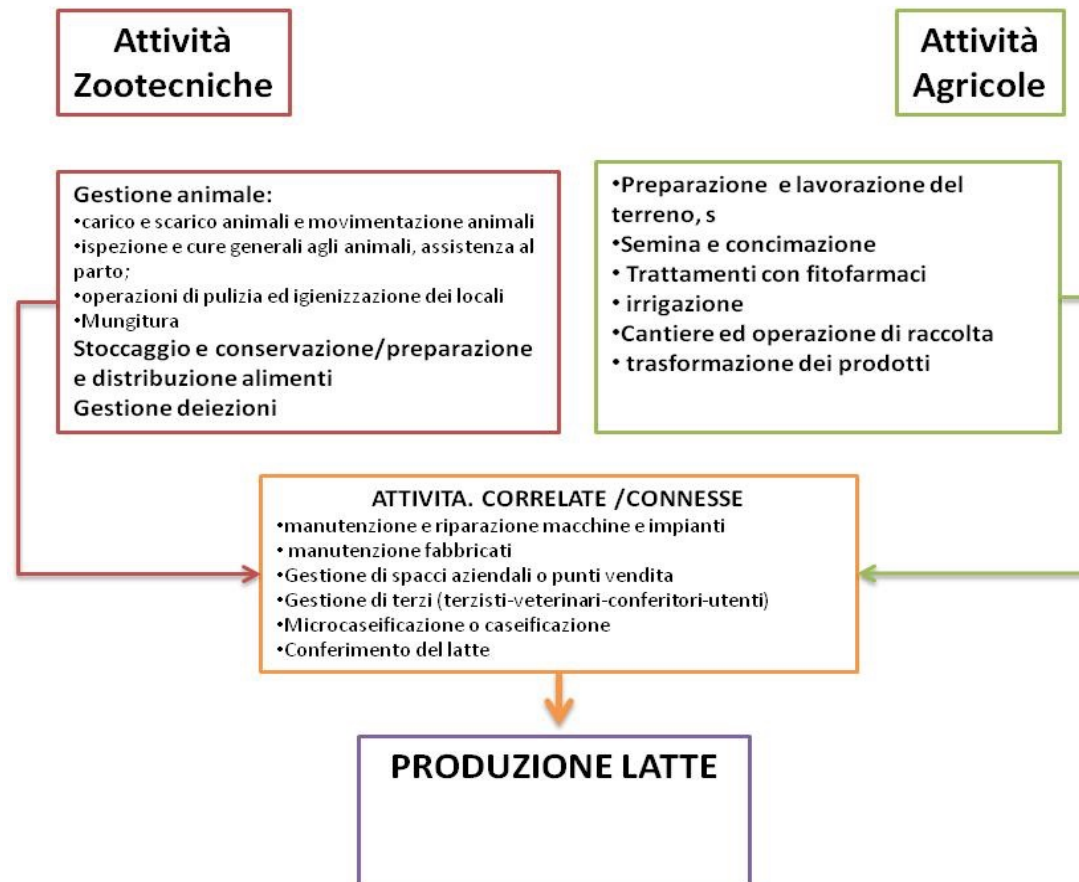 Attività
Zootecniche
Attività
Agricole
Gestione animale:
•carico e scarico animali e movimentazione animali
•ispezione e cure generali agli animali, assistenza al
parto;
•operazioni di pulizia ed igienizzazione dei locali
•Mungitura
Stoccaggio e conservazione/preparazione
e distribuzione alimenti
Gestione deiezioni
•Preparazione e lavorazione del
terreno, s
•Semina e concimazione
• Trattamenti con fitofarmaci
• irrigazione
•Cantiere ed operazione di raccolta
• trasformazione dei prodotti
ATTIVITA. CORRELATE /CONNESSE
•manutenzione e riparazione macchine e impianti
• manutenzione fabbricati
•Gestione di spacci aziendali o punti vendita
•Gestione di terzi (terzisti-veterinari-conferitori-utenti)
•Microcaseificazione o caseificazione
•Conferimento del latte
PRODUZIONE LATTE